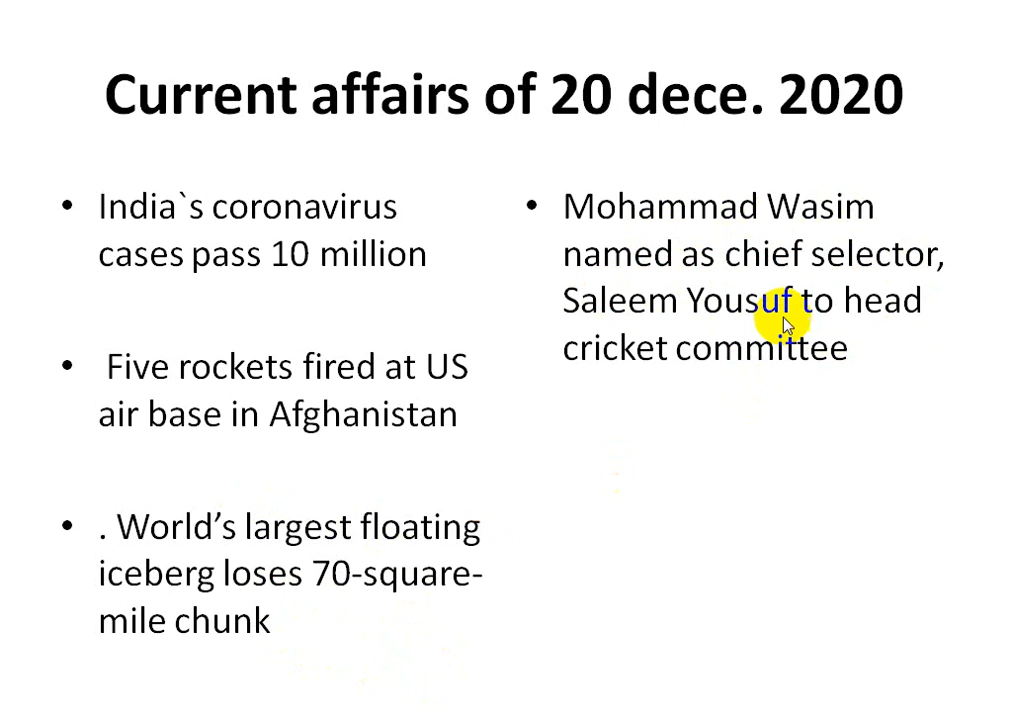 Current affairs of 20 dece. 2020
• India`s coronavirus
cases pass 10 million
• Five rockets fired at US
air base in Afghanistan
• . World’s largest floating
iceberg loses 70-square-
mile chunk
• Mohammad Wasim
named as chief selector,
Saleem Yousuf to head
cricket committee